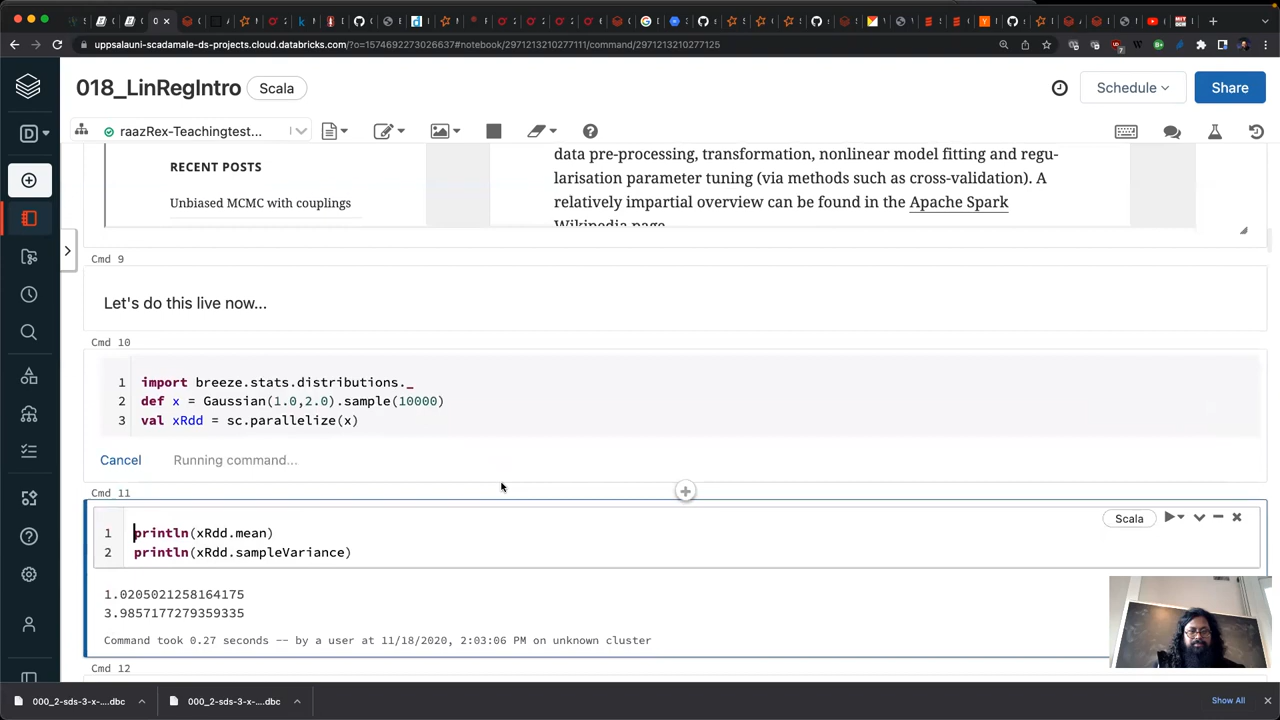 uppsalauni-scadamale-ds-projects.cloud.databricks.com/?o=1574692273026637#notebook/2971213210277111/command/2971213210277125
018_LinRegIntro
Scala
Schedule
Share
D
raazRex-Teachingtest...
RECENT POSTS
Unbiased MCMC with couplings
data pre-processing, transformation, nonlinear model fitting and regu-
larisation parameter tuning (via methods such as cross-validation). A
relatively impartial overview can be found in the Apache Spark
Wikipedia page.
Cmd 9
Let's do this live now...
Cmd 10
1 import breeze.stats.distributions._
2 def x = Gaussian(1.0,2.0).sample(10000)
3 val xRdd = sc.parallelize(x)
Cancel Running command...
Cmd 11
Scala
1 println(xRdd.mean)
2 println(xRdd.sampleVariance)
1.0205021258164175
3.9857177279359335
Command took 0.27 seconds -- by a user at 11/18/2020, 2:03:06 PM on unknown cluster
Cmd 12
000_2-sds-3-x-....dbc
000_2-sds-3-x-....dbc
Show All